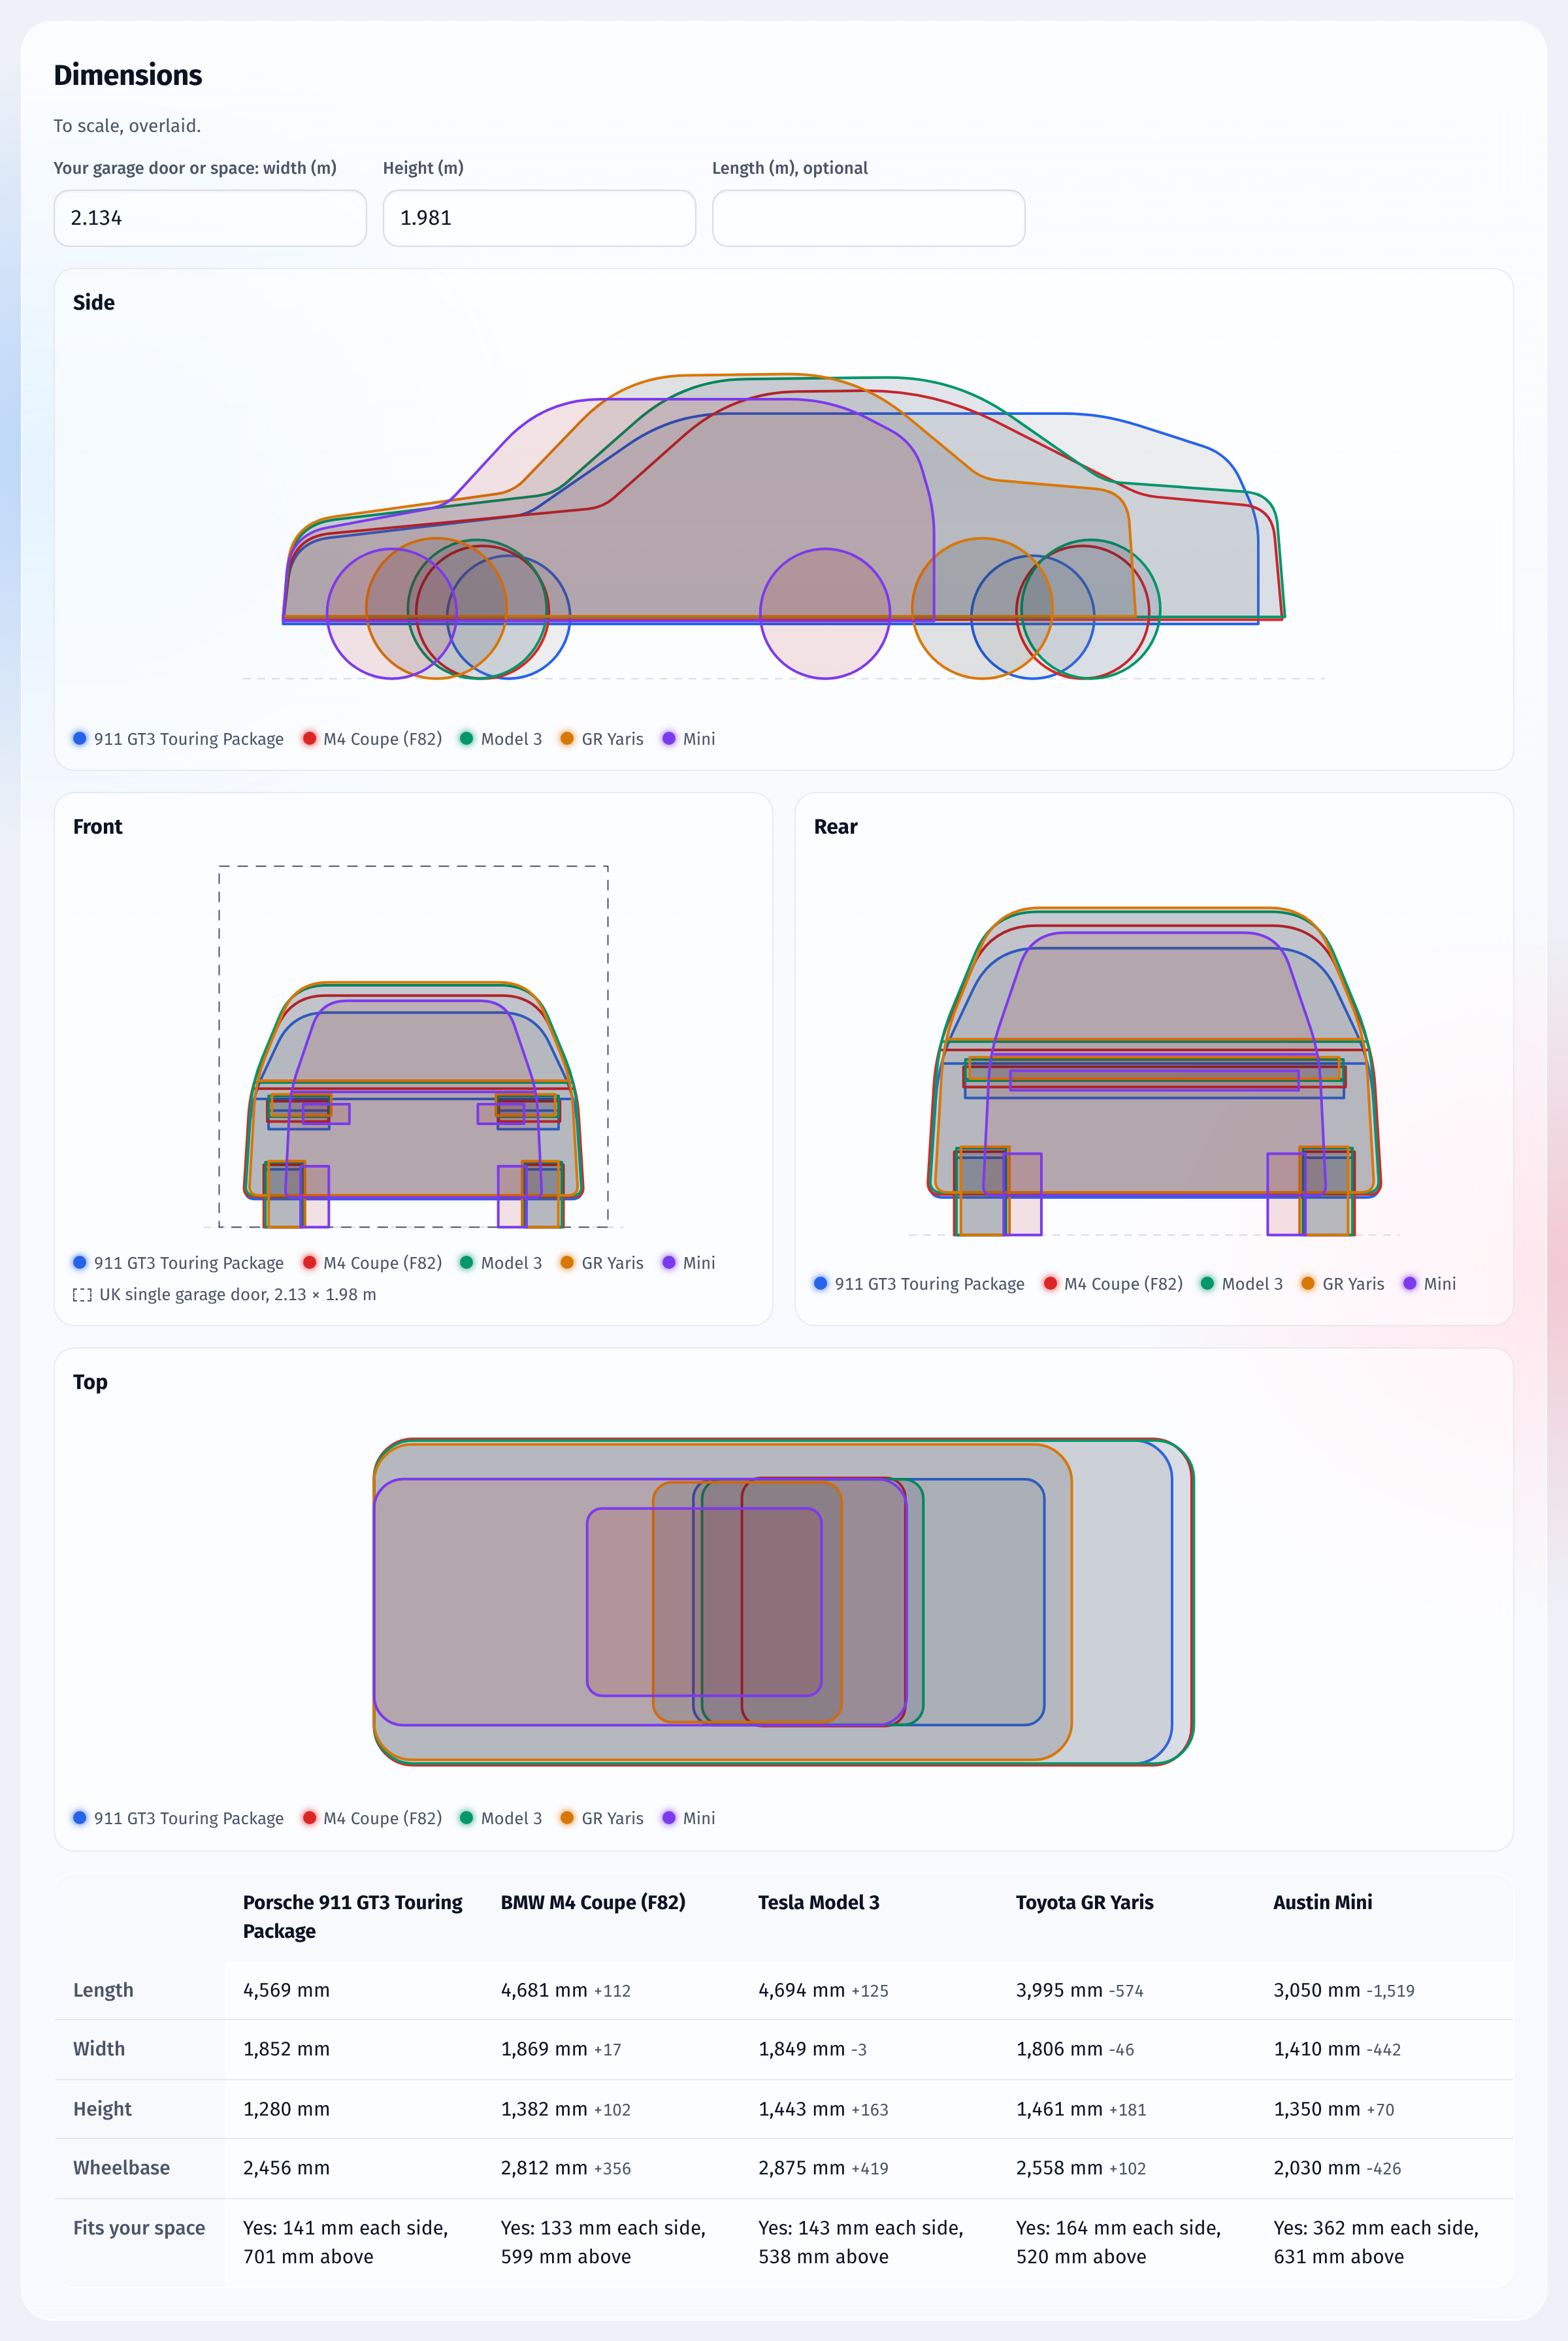 Dimensions
To scale, overlaid.
Your garage door or space: width (m)
Height (m)
Length (m), optional
2.134
1.981
Side
911 GT3 Touring Package
M4 Coupe (F82)
Model 3
GR Yaris
Mini
Front
Rear
911 GT3 Touring Package
M4 Coupe (F82)
Model 3
GR Yaris
Mini
UK single garage door, 2.13 × 1.98 m
911 GT3 Touring Package
M4 Coupe (F82)
Model 3
GR Yaris
Mini
Top
911 GT3 Touring Package
M4 Coupe (F82)
Model 3
GR Yaris
Mini
Porsche 911 GT3 Touring Package
BMW M4 Coupe (F82)
Tesla Model 3
Toyota GR Yaris
Austin Mini
Length 4,569 mm 4,681 mm +112 4,694 mm +125 3,995 mm -574 3,050 mm -1,519
Width 1,852 mm 1,869 mm +17 1,849 mm -3 1,806 mm -46 1,410 mm -442
Height 1,280 mm 1,382 mm +102 1,443 mm +163 1,461 mm +181 1,350 mm +70
Wheelbase 2,456 mm 2,812 mm +356 2,875 mm +419 2,558 mm +102 2,030 mm -426
Fits your space
Yes: 141 mm each side, 701 mm above
Yes: 133 mm each side, 599 mm above
Yes: 143 mm each side, 538 mm above
Yes: 164 mm each side, 520 mm above
Yes: 362 mm each side, 631 mm above